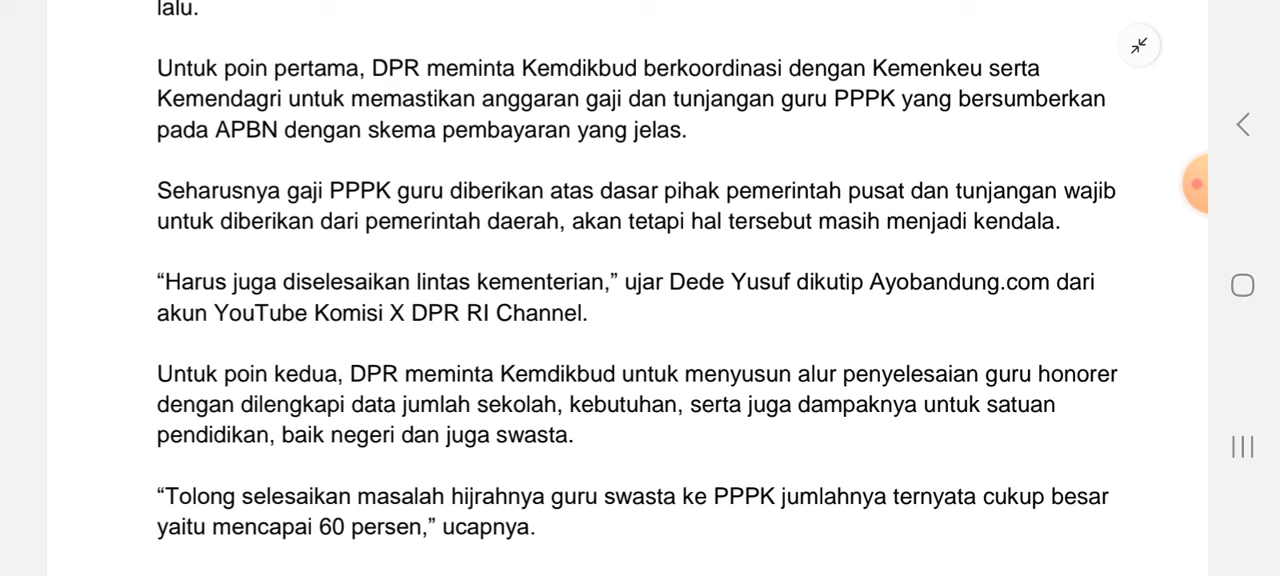 lalu.
Untuk poin pertama, DPR meminta Kemdikbud berkoordinasi dengan Kemenkeu serta
Kemendagri untuk memastikan anggaran gaji dan tunjangan guru PPPK yang bersumberkan
pada APBN dengan skema pembayaran yang jelas.
Seharusnya gaji PPPK guru diberikan atas dasar pihak pemerintah pusat dan tunjangan wajib
untuk diberikan dari pemerintah daerah, akan tetapi hal tersebut masih menjadi kendala.
“Harus juga diselesaikan lintas kementerian,” ujar Dede Yusuf dikutip Ayobandung.com dari
akun YouTube Komisi X DPR RI Channel.
Untuk poin kedua, DPR meminta Kemdikbud untuk menyusun alur penyelesaian guru honorer
dengan dilengkapi data jumlah sekolah, kebutuhan, serta juga dampaknya untuk satuan
pendidikan, baik negeri dan juga swasta.
“Tolong selesaikan masalah hijrahnya guru swasta ke PPPK jumlahnya ternyata cukup besar
yaitu mencapai 60 persen,” ucapnya.